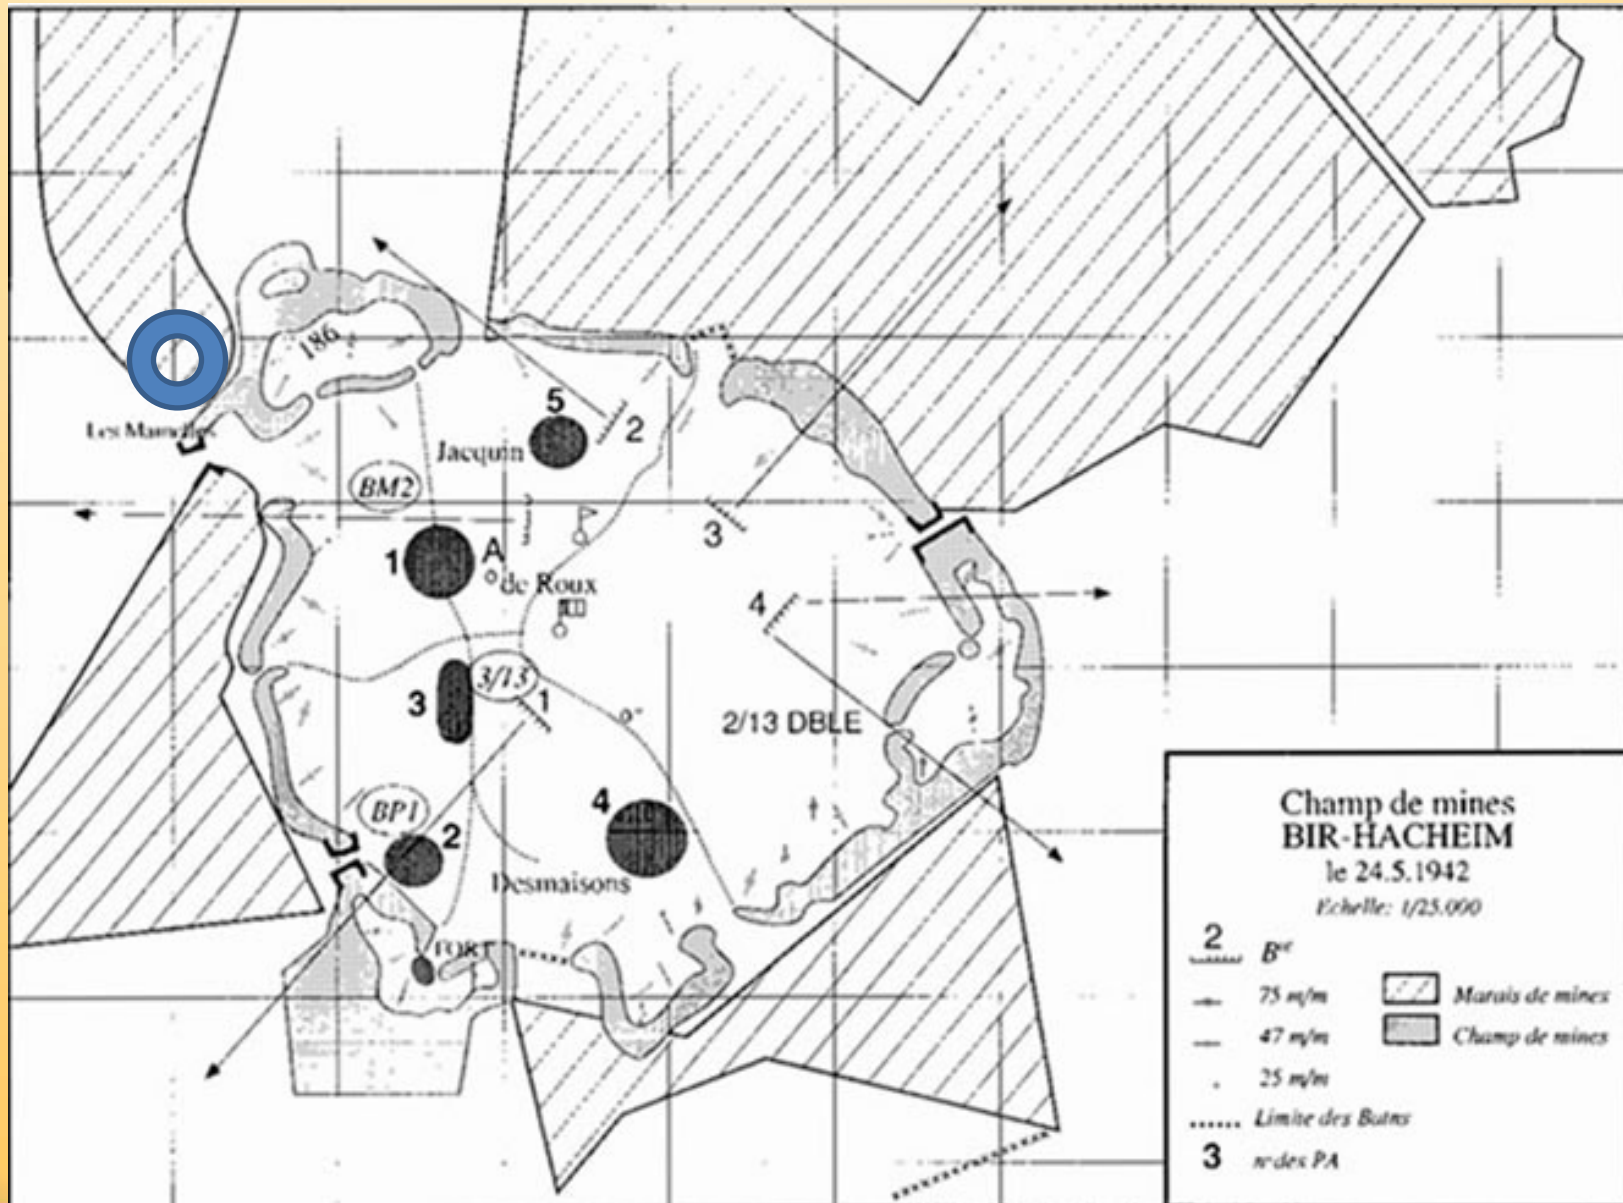 186
Les Mamelles
5
2
Jacquin
BM2
3
1
A
de Roux
4
3/13
3
1
2/13 DBLE
BP1
4
2
Desmaisons
FORT
Champ de mines
BIR-HACHEIM
le 24.5.1942
Echelle: 1/25.000
2 Bie
75 m/m
Marais de mines
47 m/m
Champ de mines
25 m/m
Limite des Batns
3 n° des PA